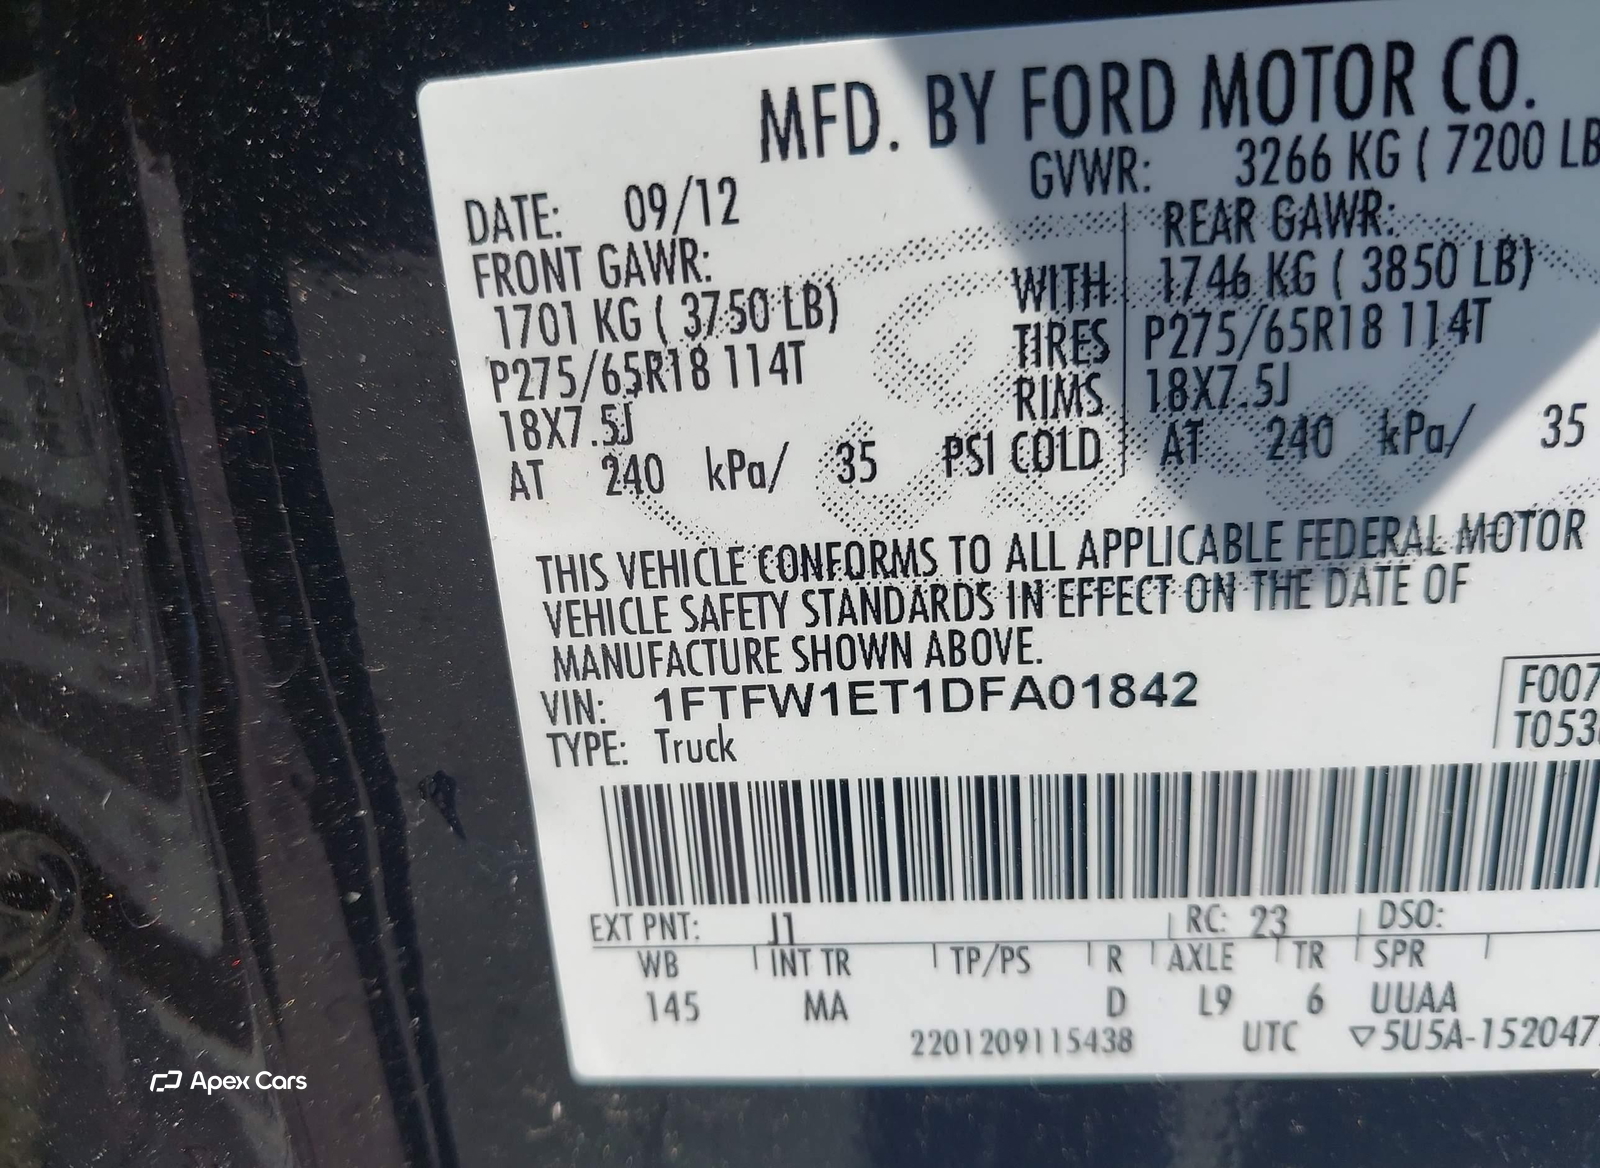 MFD. BY FORD MOTOR CO.
DATE: 09/12
GVWR: 3266 KG ( 7200 LB
FRONT GAWR:
1701 KG ( 3750 LB)
P275/65R18 114T
18X7.5J
AT 240 kPa/ 35 PSI COLD
WITH
TIRES
RIMS
REAR GAWR:
1746 KG ( 3850 LB)
P275/65R18 114T
18X7.5J
AT 240 kPa/ 35
THIS VEHICLE CONFORMS TO ALL APPLICABLE FEDERAL MOTOR
VEHICLE SAFETY STANDARDS IN EFFECT ON THE DATE OF
MANUFACTURE SHOWN ABOVE.
VIN: 1FTFW1ET1DFA01842
F007
TYPE: Truck
T053
EXT PNT: J1 RC: 23 DSO:
WB INT TR TP/PS R AXLE TR SPR
145 MA D L9 6 UUAA
2201209115438 UTC ▽5U5A-152047
Apex Cars